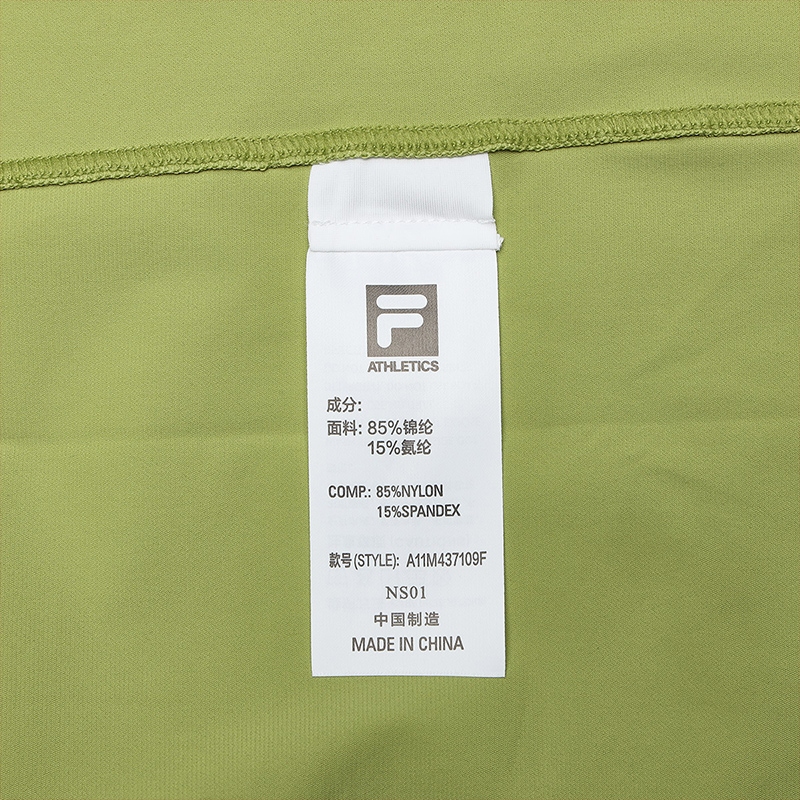 F
ATHLETICS
成分:
面料: 85%锦纶
15%氨纶
COMP.: 85%NYLON
15%SPANDEX
款号(STYLE): A11M437109F
NS01
中国制造
MADE IN CHINA